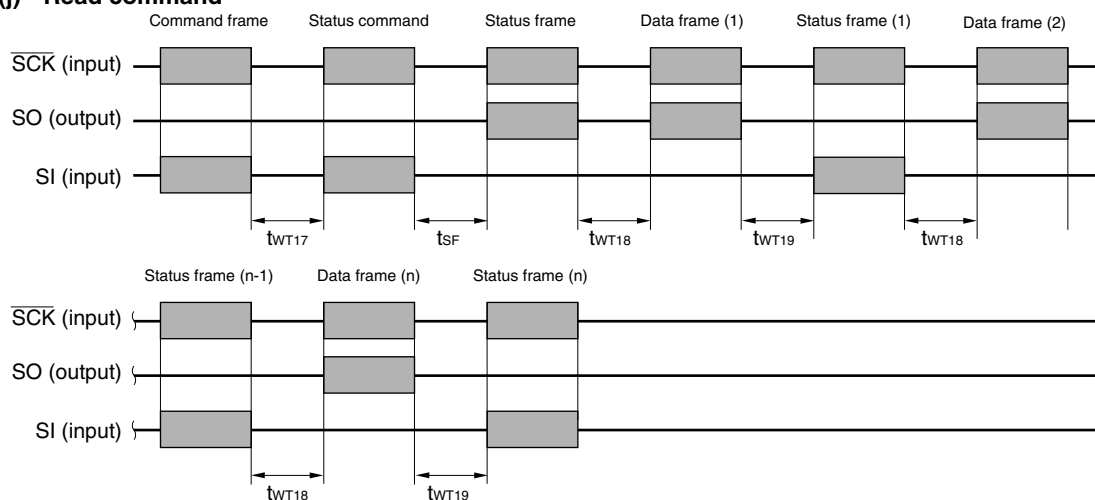 (j) Read command
Command frame Status command Status frame Data frame (1) Status frame (1) Data frame (2)
SCK (input)
SO (output)
SI (input)
tWT17 tSF tWT18 tWT19 tWT18
Status frame (n-1) Data frame (n) Status frame (n)
SCK (input)
SO (output)
SI (input)
tWT18 tWT19